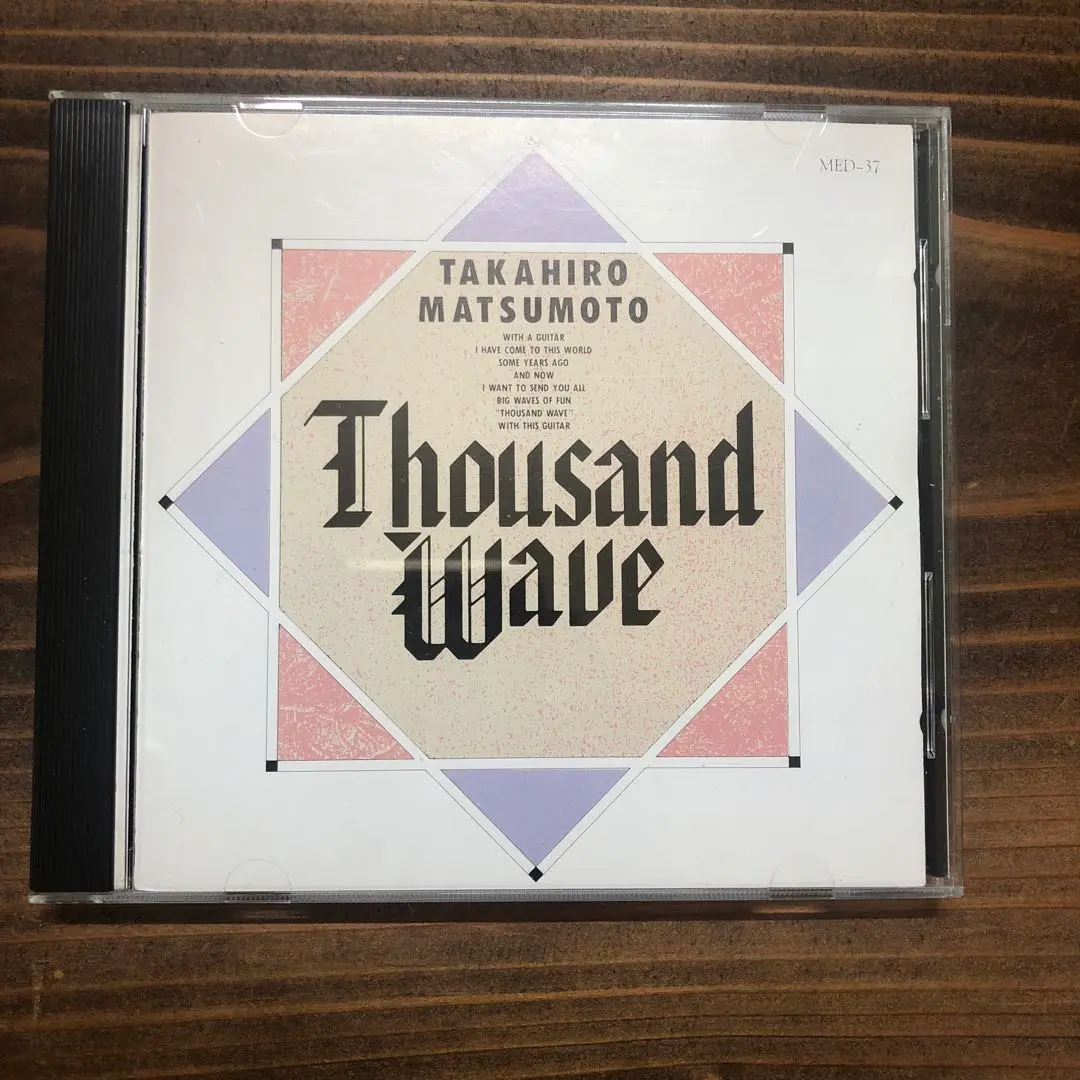 MED-37
TAKAHIRO
MATSUMOTO
WITH A GUITAR
I HAVE COME TO THIS WORLD
SOME YEARS AGO
AND NOW
I WANT TO SEND YOU ALL
BIG WAVES OF FUN
"THOUSAND WAVE"
WITH THIS GUITAR
Thousand
Wave